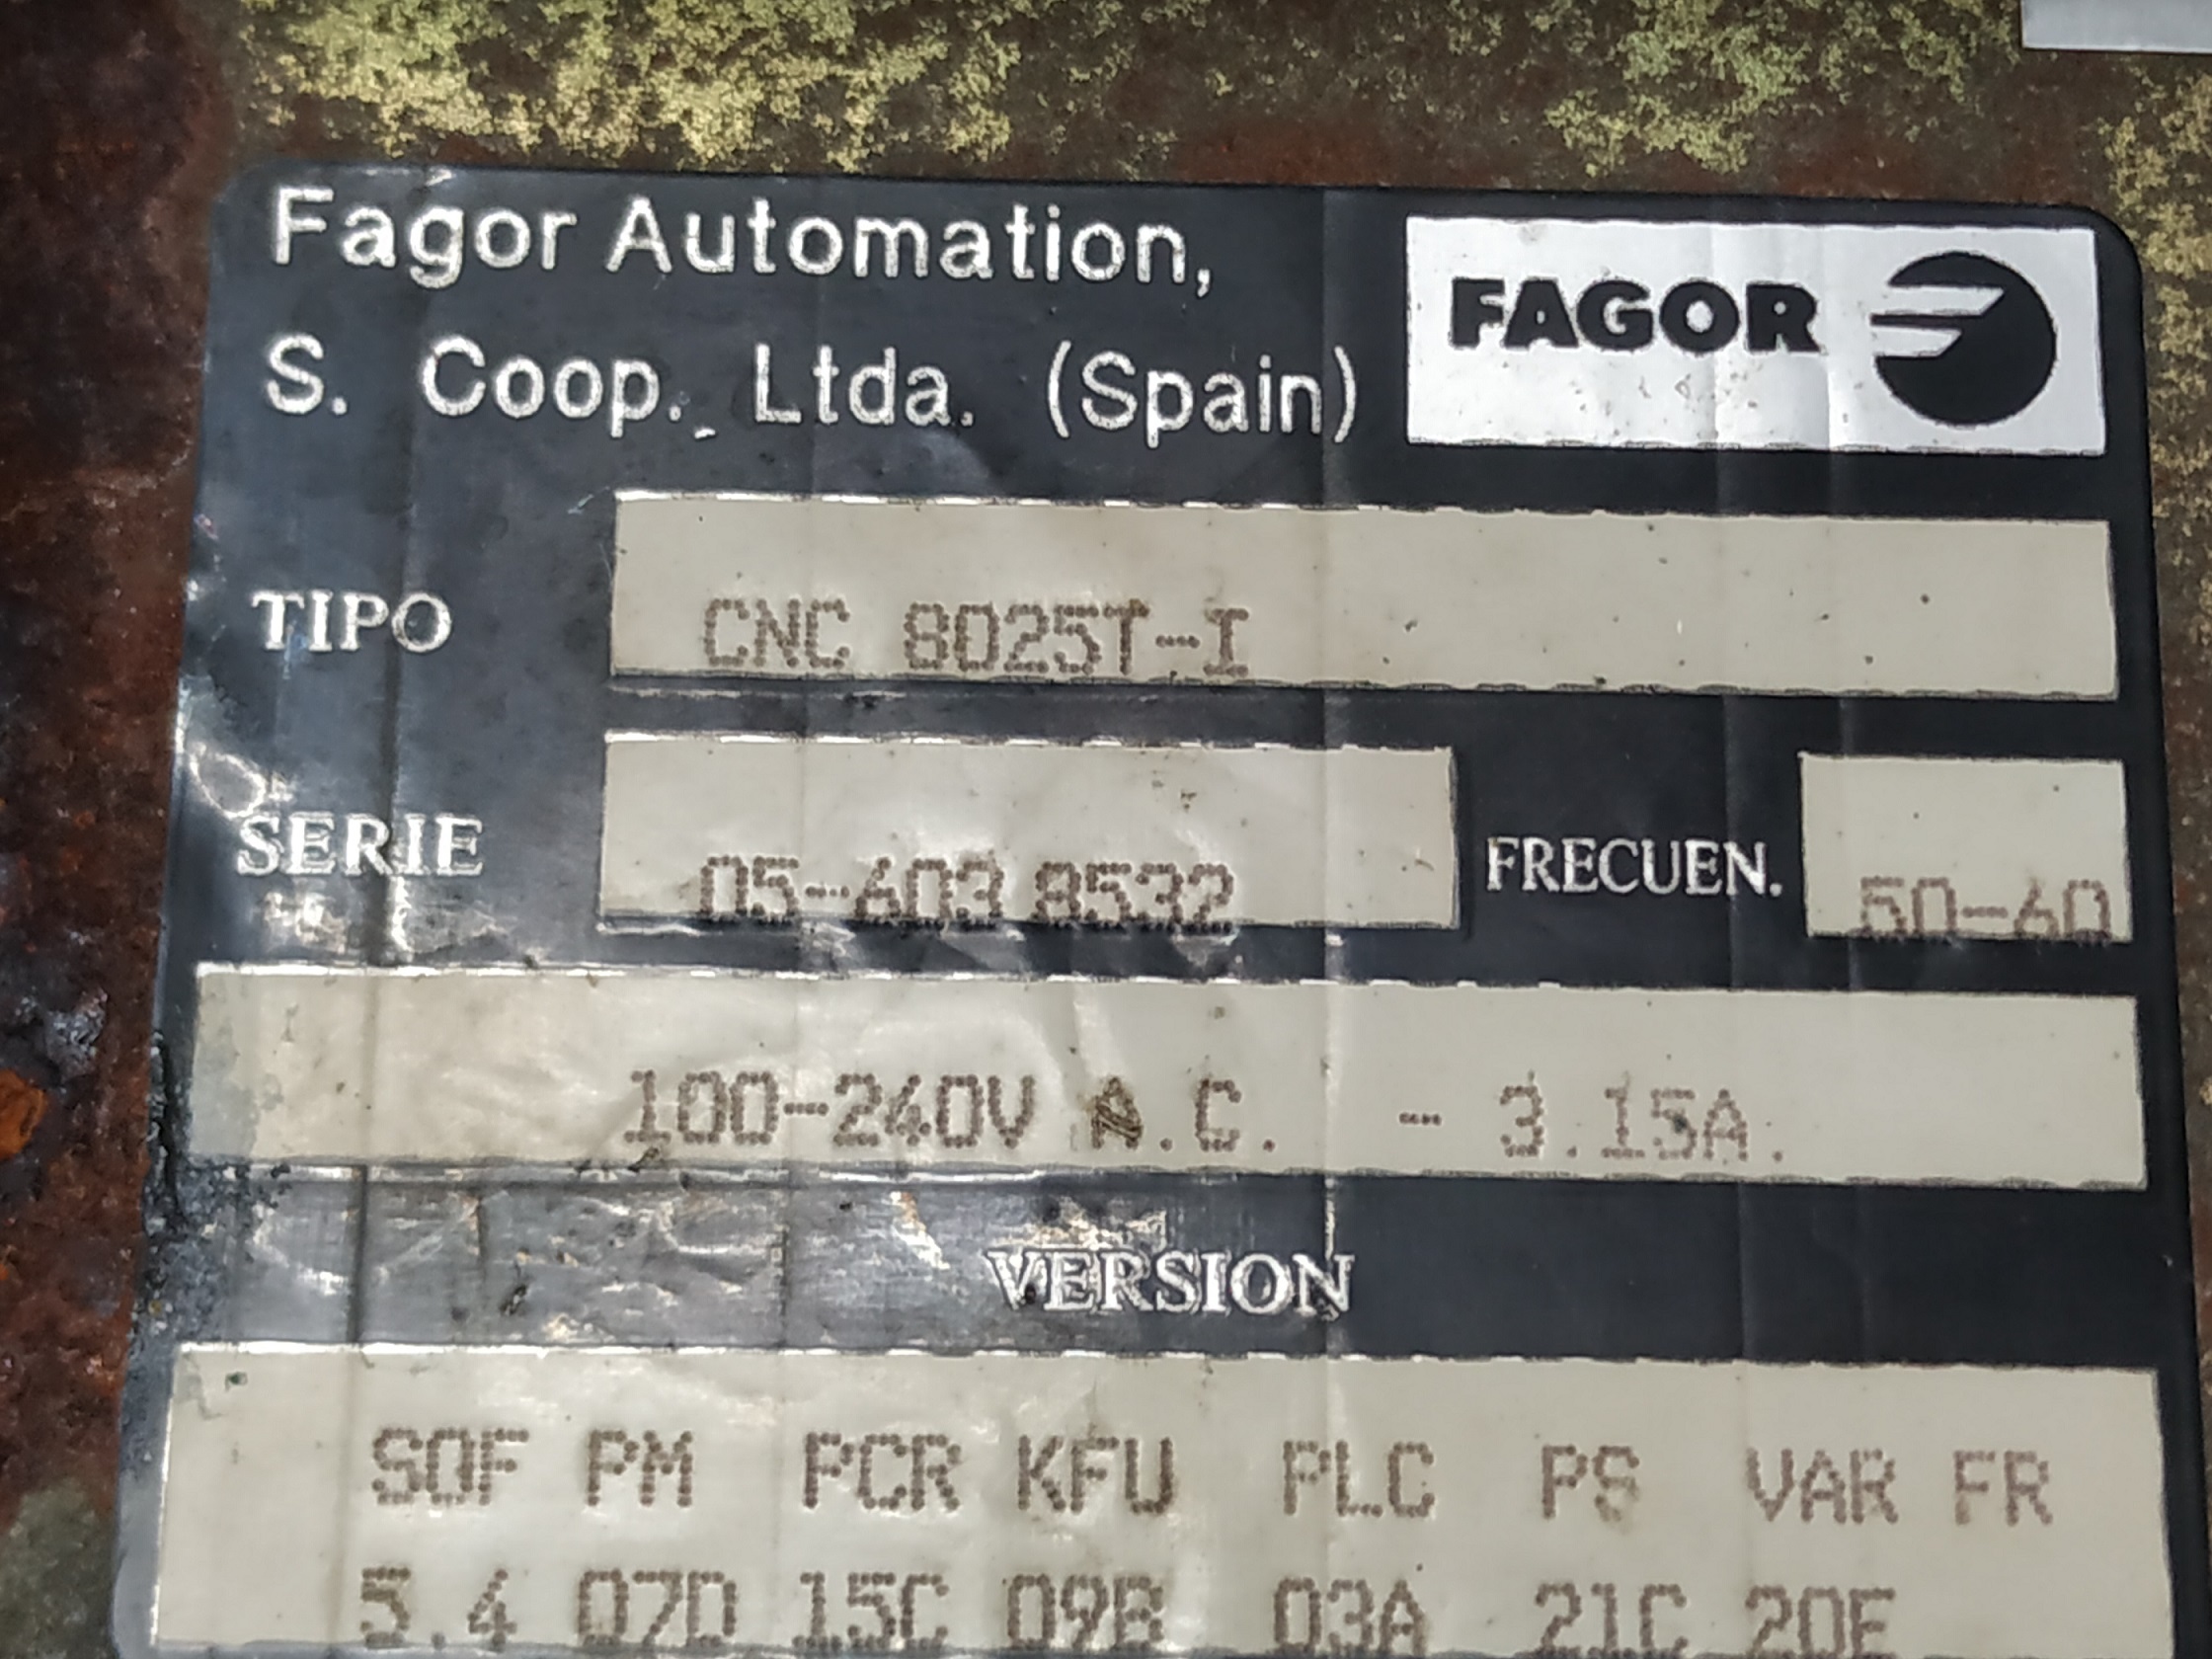 Fagor Automation,
S. Coop. Ltda. (Spain)
FAGOR
TIPO CNC 8025T-I
SERIE 05-603 8532 FRECUEN. 50-60
100-240V A.C. - 3.15A.
VERSION
SOF PM PCR KFU PLC PS VAR FR
5.4 07D 15C 09B 03A 21C 20E